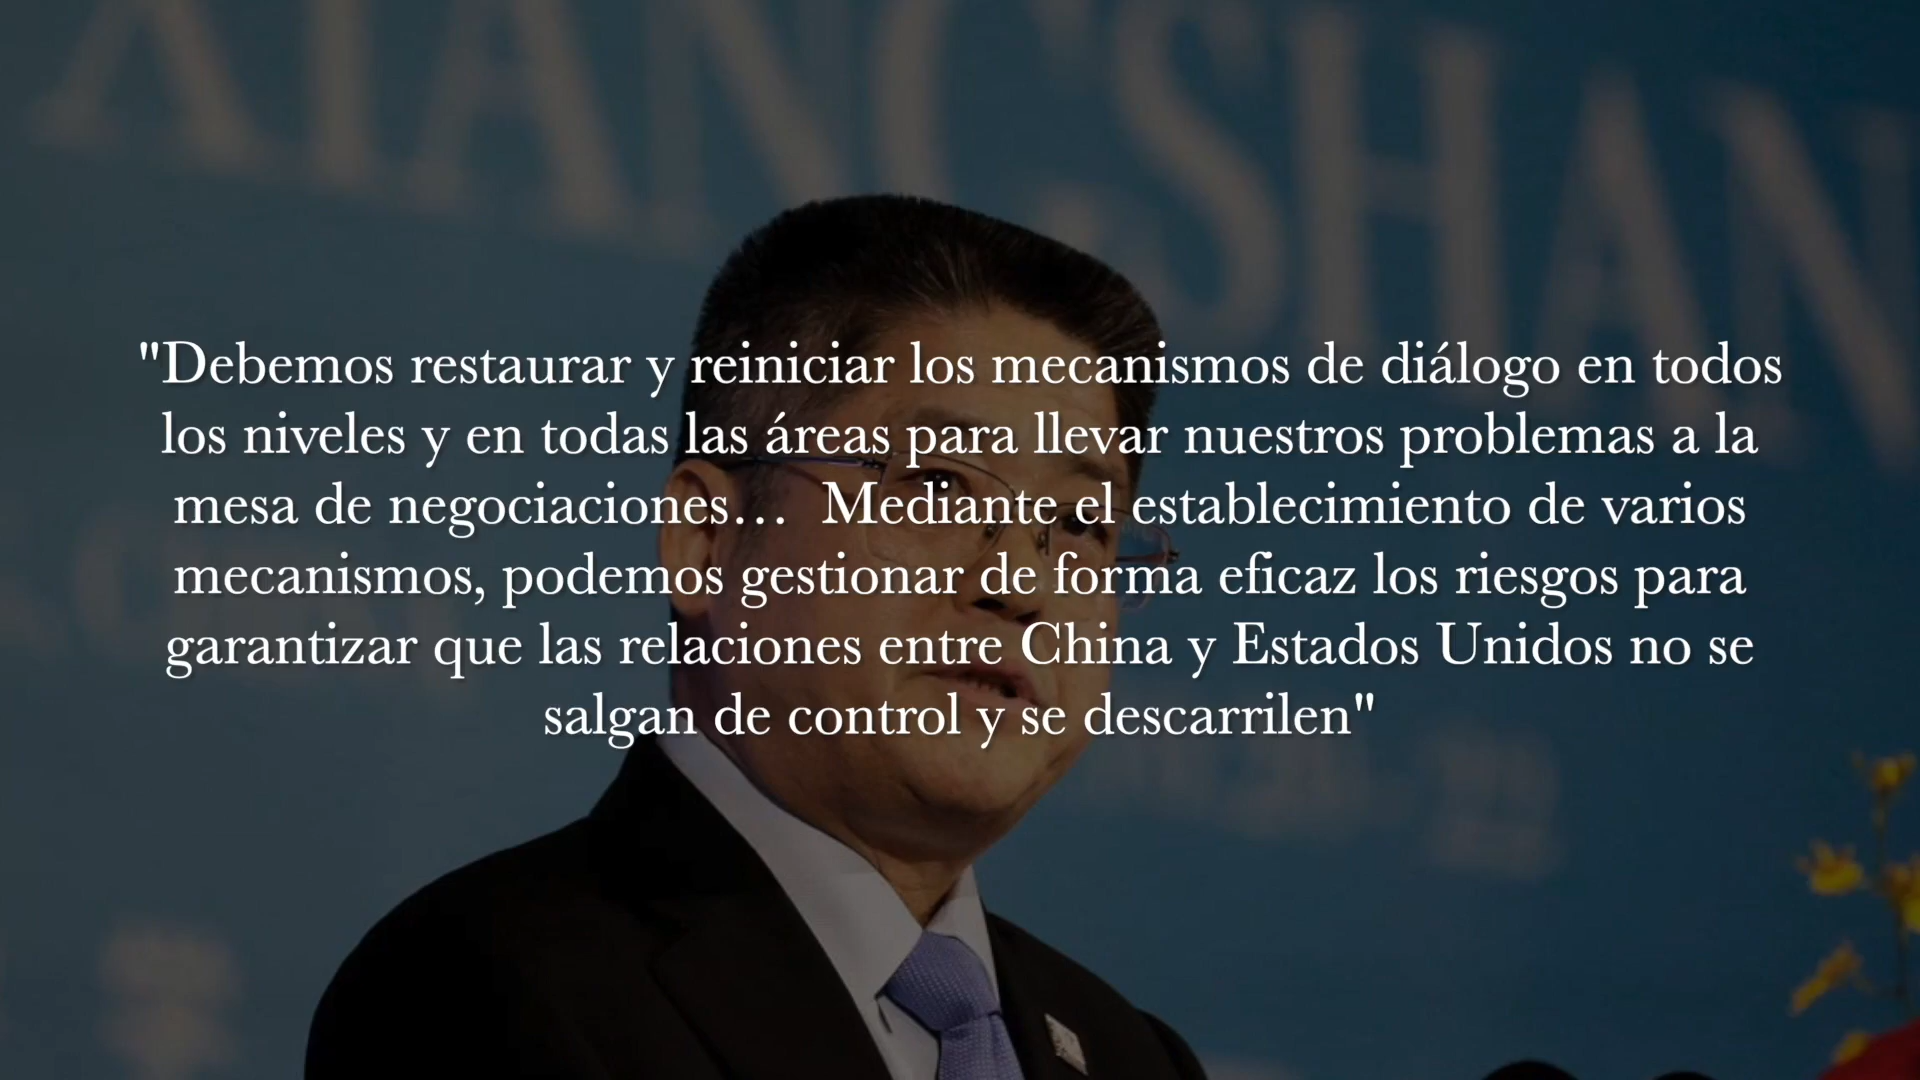 XIANGSHAN
"Debemos restaurar y reiniciar los mecanismos de diálogo en todos
los niveles y en todas las áreas para llevar nuestros problemas a la
mesa de negociaciones… Mediante el establecimiento de varios
mecanismos, podemos gestionar de forma eficaz los riesgos para
garantizar que las relaciones entre China y Estados Unidos no se
salgan de control y se descarrilen"